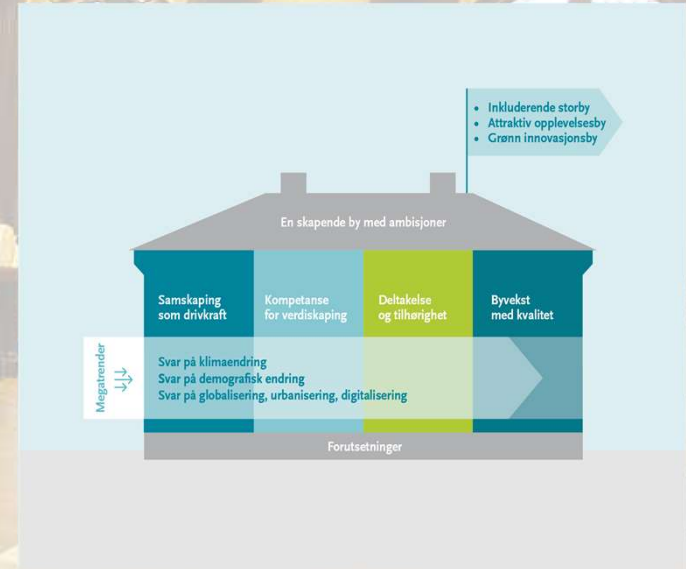 • Inkluderende storby
• Attraktiv opplevelsesby
• Grønn innovasjonsby
En skapende by med ambisjoner
Samskaping
som drivkraft
Kompetanse
for verdiskaping
Deltakelse
og tilhørighet
Byvekst
med kvalitet
Megatrender
Svar på klimaendring
Svar på demografisk endring
Svar på globalisering, urbanisering, digitalisering
Forutsetninger